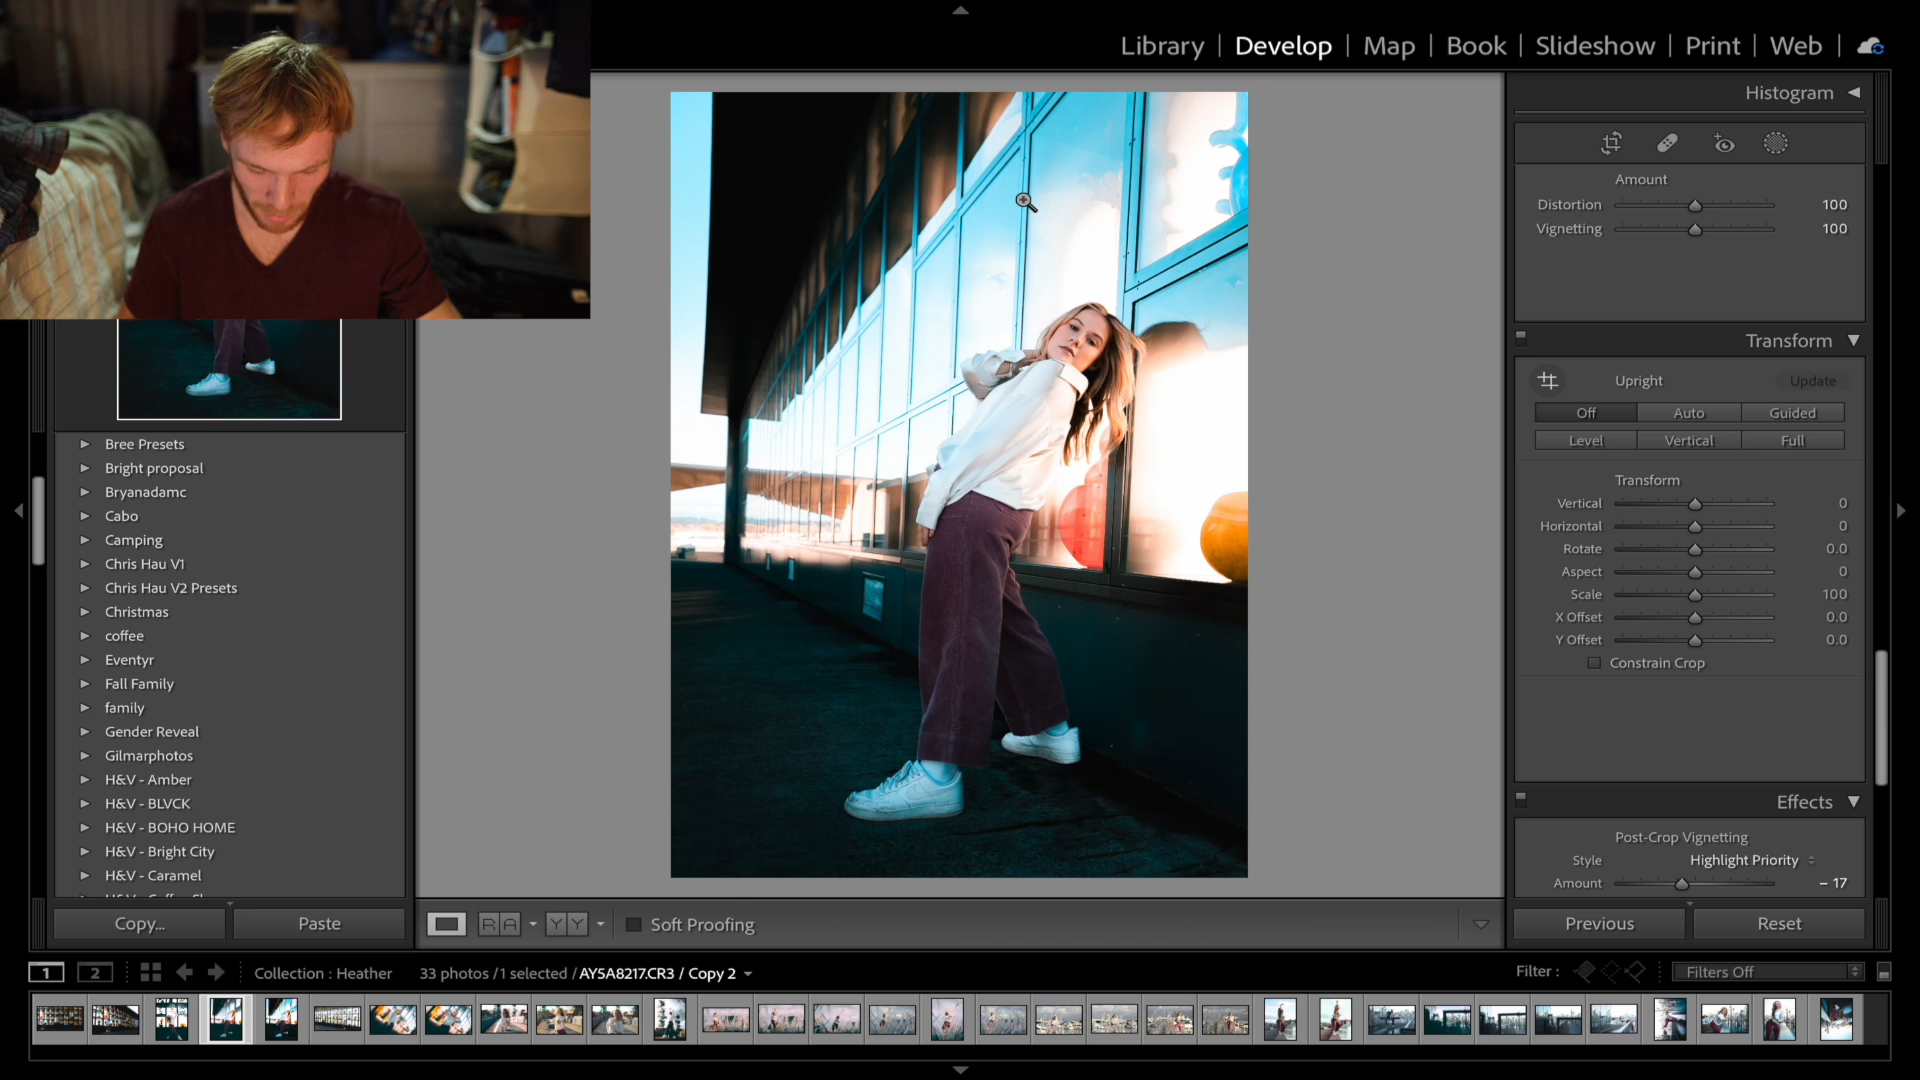 Library | Develop | Map | Book | Slideshow | Print | Web |
Histogram
Amount
Distortion 100
Vignetting 100
Transform
Upright Update
Off Auto Guided
Level Vertical Full
Transform
Vertical 0
Horizontal 0
Rotate 0.0
Aspect 0
Scale 100
X Offset 0.0
Y Offset 0.0
Constrain Crop
Effects
Post-Crop Vignetting
Style Highlight Priority
Amount – 17
Previous Reset
Bree Presets
Bright proposal
Bryanadamc
Cabo
Camping
Chris Hau V1
Chris Hau V2 Presets
Christmas
coffee
Eventyr
Fall Family
family
Gender Reveal
Gilmarphotos
H&V - Amber
H&V - BLVCK
H&V - BOHO HOME
H&V - Bright City
H&V - Caramel
Copy... Paste
R A Y Y Soft Proofing
1 2 Collection : Heather 33 photos / 1 selected / AY5A8217.CR3 / Copy 2
Filter : Filters Off